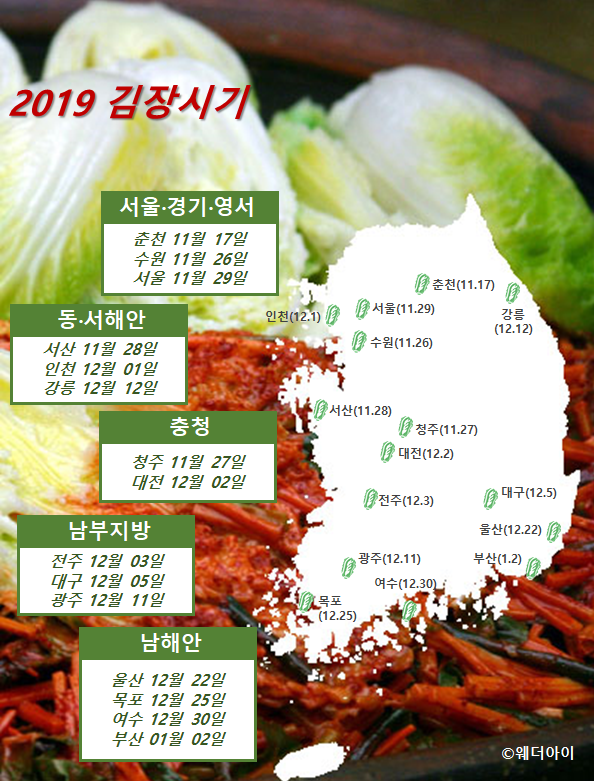 2019 김장시기
서울·경기·영서
춘천 11월 17일
수원 11월 26일
서울 11월 29일
동·서해안
서산 11월 28일
인천 12월 01일
강릉 12월 12일
충청
청주 11월 27일
대전 12월 02일
남부지방
전주 12월 03일
대구 12월 05일
광주 12월 11일
남해안
울산 12월 22일
목포 12월 25일
여수 12월 30일
부산 01월 02일
춘천(11.17)
강릉
(12.12)
인천(12.1)
서울(11.29)
수원(11.26)
서산(11.28)
청주(11.27)
대전(12.2)
전주(12.3)
대구(12.5)
울산(12.22)
부산(1.2)
광주(12.11)
여수(12.30)
목포
(12.25)
©웨더아이